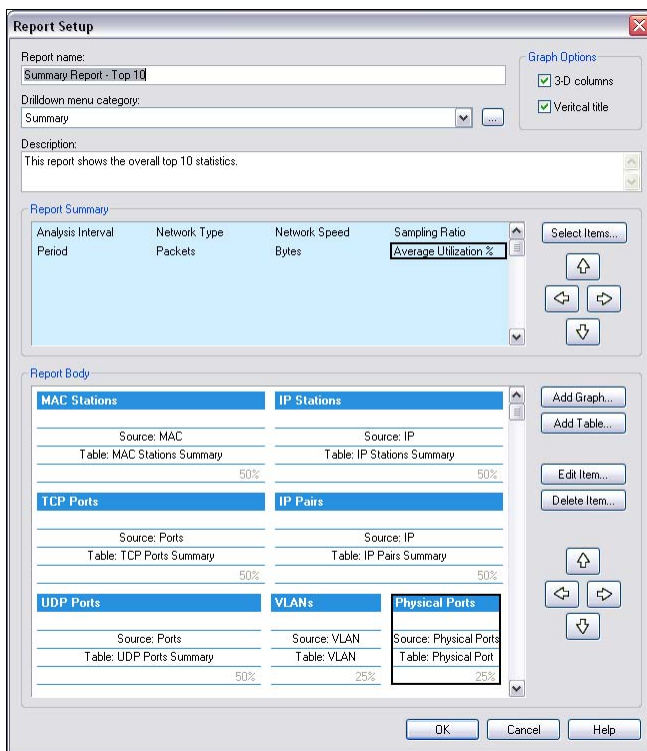 Report Setup
Report name:
Summary Report - Top 10
Drilldown menu category:
Summary
...
Description:
This report shows the overall top 10 statistics.
Graph Options
3-D columns
Veritcal title
Report Summary
Analysis Interval Network Type Network Speed Sampling Ratio
Period Packets Bytes Average Utilization %
Select Items...
Report Body
MAC Stations IP Stations
Source: MAC Source: IP
Table: MAC Stations Summary Table: IP Stations Summary
50% 50%
TCP Ports IP Pairs
Source: Ports Source: IP
Table: TCP Ports Summary Table: IP Pairs Summary
50% 50%
UDP Ports VLANs Physical Ports
Source: Ports Source: VLAN Source: Physical Ports
Table: UDP Ports Summary Table: VLAN Table: Physical Port
50% 25% 25%
Add Graph...
Add Table...
Edit Item...
Delete Item...
OK Cancel Help